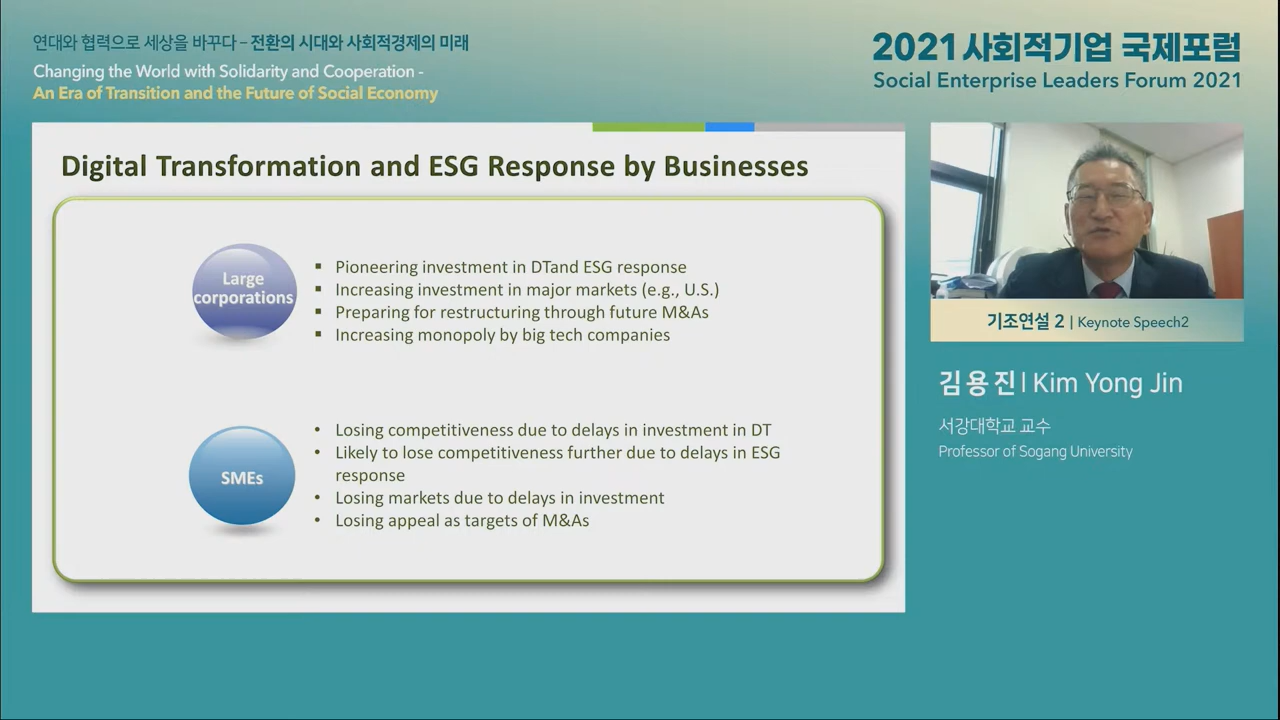 연대와 협력으로 세상을 바꾸다 – 전환의 시대와 사회적경제의 미래
Changing the World with Solidarity and Cooperation -
An Era of Transition and the Future of Social Economy
2021 사회적기업 국제포럼
Social Enterprise Leaders Forum 2021
Digital Transformation and ESG Response by Businesses
Large
corporations
▪ Pioneering investment in DTand ESG response
▪ Increasing investment in major markets (e.g., U.S.)
▪ Preparing for restructuring through future M&As
▪ Increasing monopoly by big tech companies
SMEs
• Losing competitiveness due to delays in investment in DT
• Likely to lose competitiveness further due to delays in ESG
response
• Losing markets due to delays in investment
• Losing appeal as targets of M&As
기조연설 2 | Keynote Speech2
김용진 | Kim Yong Jin
서강대학교 교수
Professor of Sogang University